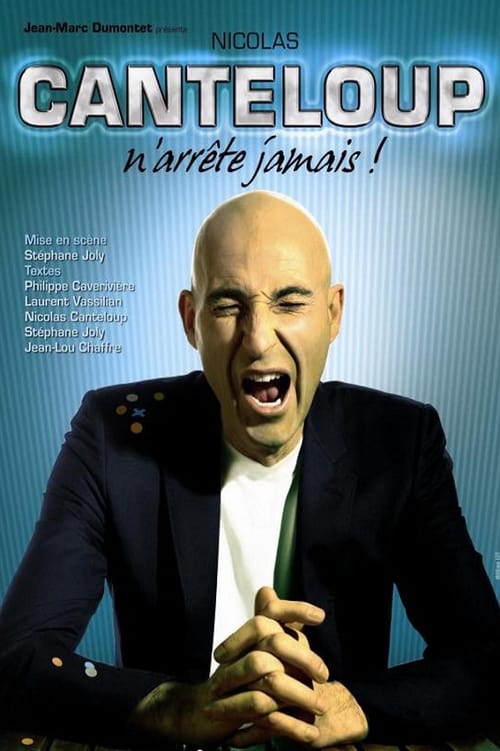 Jean-Marc Dumontet présente
NICOLAS
CANTELOUP
n'arrête jamais !
Mise en scène
Stéphane Joly
Textes
Philippe Caverivière
Laurent Vassilian
Nicolas Canteloup
Stéphane Joly
Jean-Lou Chaffre